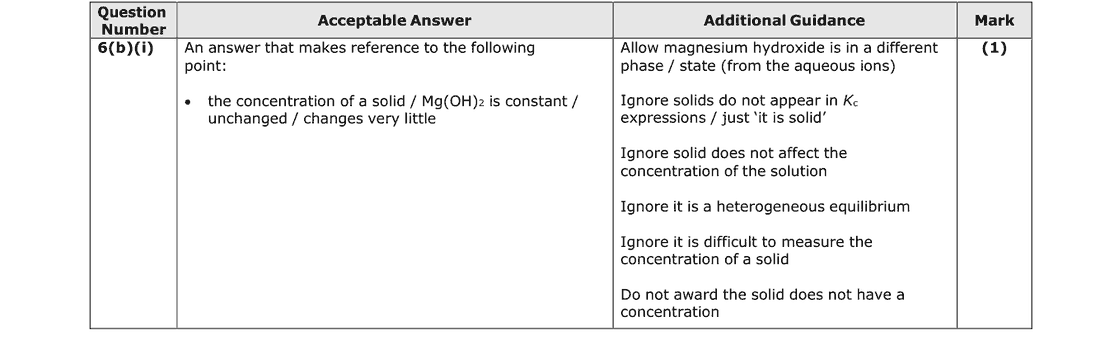 Question Number
Acceptable Answer
Additional Guidance
Mark
6(b)(i)
An answer that makes reference to the following
point:
• the concentration of a solid / Mg(OH)₂ is constant /
unchanged / changes very little
Allow magnesium hydroxide is in a different
phase / state (from the aqueous ions)
Ignore solids do not appear in Kc
expressions / just ‘it is solid’
Ignore solid does not affect the
concentration of the solution
Ignore it is a heterogeneous equilibrium
Ignore it is difficult to measure the
concentration of a solid
Do not award the solid does not have a
concentration
(1)